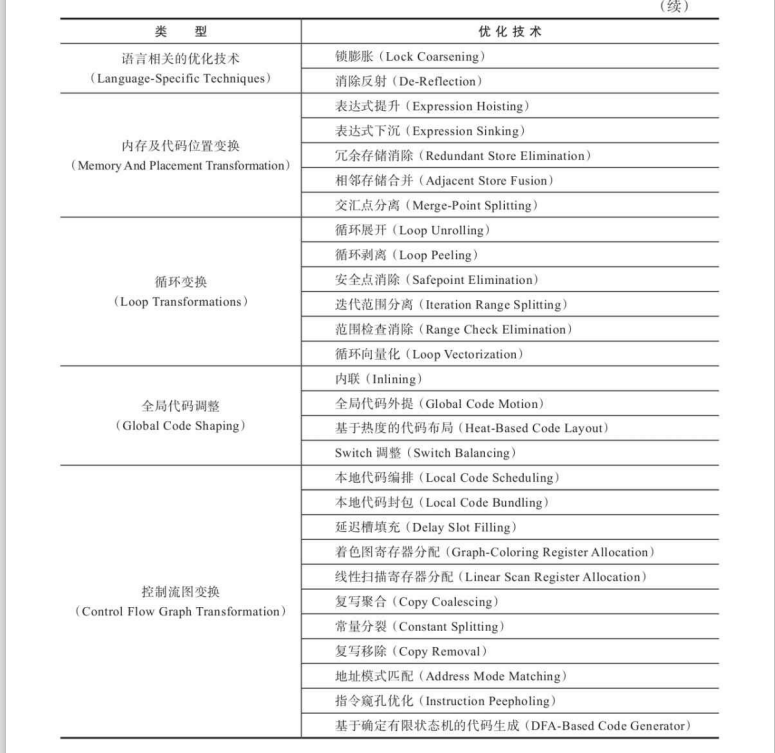 （续）
类 型 优化技术
语言相关的优化技术
（Language-Specific Techniques）
锁膨胀（Lock Coarsening）
消除反射（De-Reflection）
内存及代码位置变换
（Memory And Placement Transformation）
表达式提升（Expression Hoisting）
表达式下沉（Expression Sinking）
冗余存储消除（Redundant Store Elimination）
相邻存储合并（Adjacent Store Fusion）
交汇点分离（Merge-Point Splitting）
循环变换
（Loop Transformations）
循环展开（Loop Unrolling）
循环剥离（Loop Peeling）
安全点消除（Safepoint Elimination）
迭代范围分离（Iteration Range Splitting）
范围检查消除（Range Check Elimination）
循环向量化（Loop Vectorization）
全局代码调整
（Global Code Shaping）
内联（Inlining）
全局代码外提（Global Code Motion）
基于热度的代码布局（Heat-Based Code Layout）
Switch 调整（Switch Balancing）
控制流图变换
（Control Flow Graph Transformation）
本地代码编排（Local Code Scheduling）
本地代码封包（Local Code Bundling）
延迟槽填充（Delay Slot Filling）
着色图寄存器分配（Graph-Coloring Register Allocation）
线性扫描寄存器分配（Linear Scan Register Allocation）
复写聚合（Copy Coalescing）
常量分裂（Constant Splitting）
复写移除（Copy Removal）
地址模式匹配（Address Mode Matching）
指令窥孔优化（Instruction Peepholing）
基于确定有限状态机的代码生成（DFA-Based Code Generator）